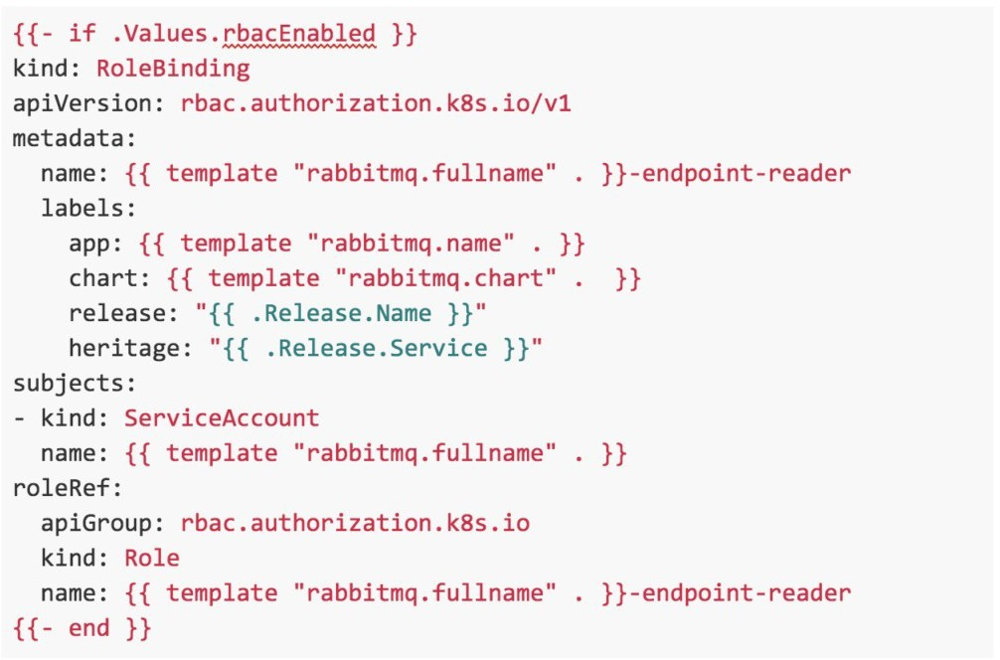 {{- if .Values.rbacEnabled }}
kind: RoleBinding
apiVersion: rbac.authorization.k8s.io/v1
metadata:
  name: {{ template "rabbitmq.fullname" . }}-endpoint-reader
  labels:
    app: {{ template "rabbitmq.name" . }}
    chart: {{ template "rabbitmq.chart" .  }}
    release: "{{ .Release.Name }}"
    heritage: "{{ .Release.Service }}"
subjects:
- kind: ServiceAccount
  name: {{ template "rabbitmq.fullname" . }}
roleRef:
  apiGroup: rbac.authorization.k8s.io
  kind: Role
  name: {{ template "rabbitmq.fullname" . }}-endpoint-reader
{{- end }}